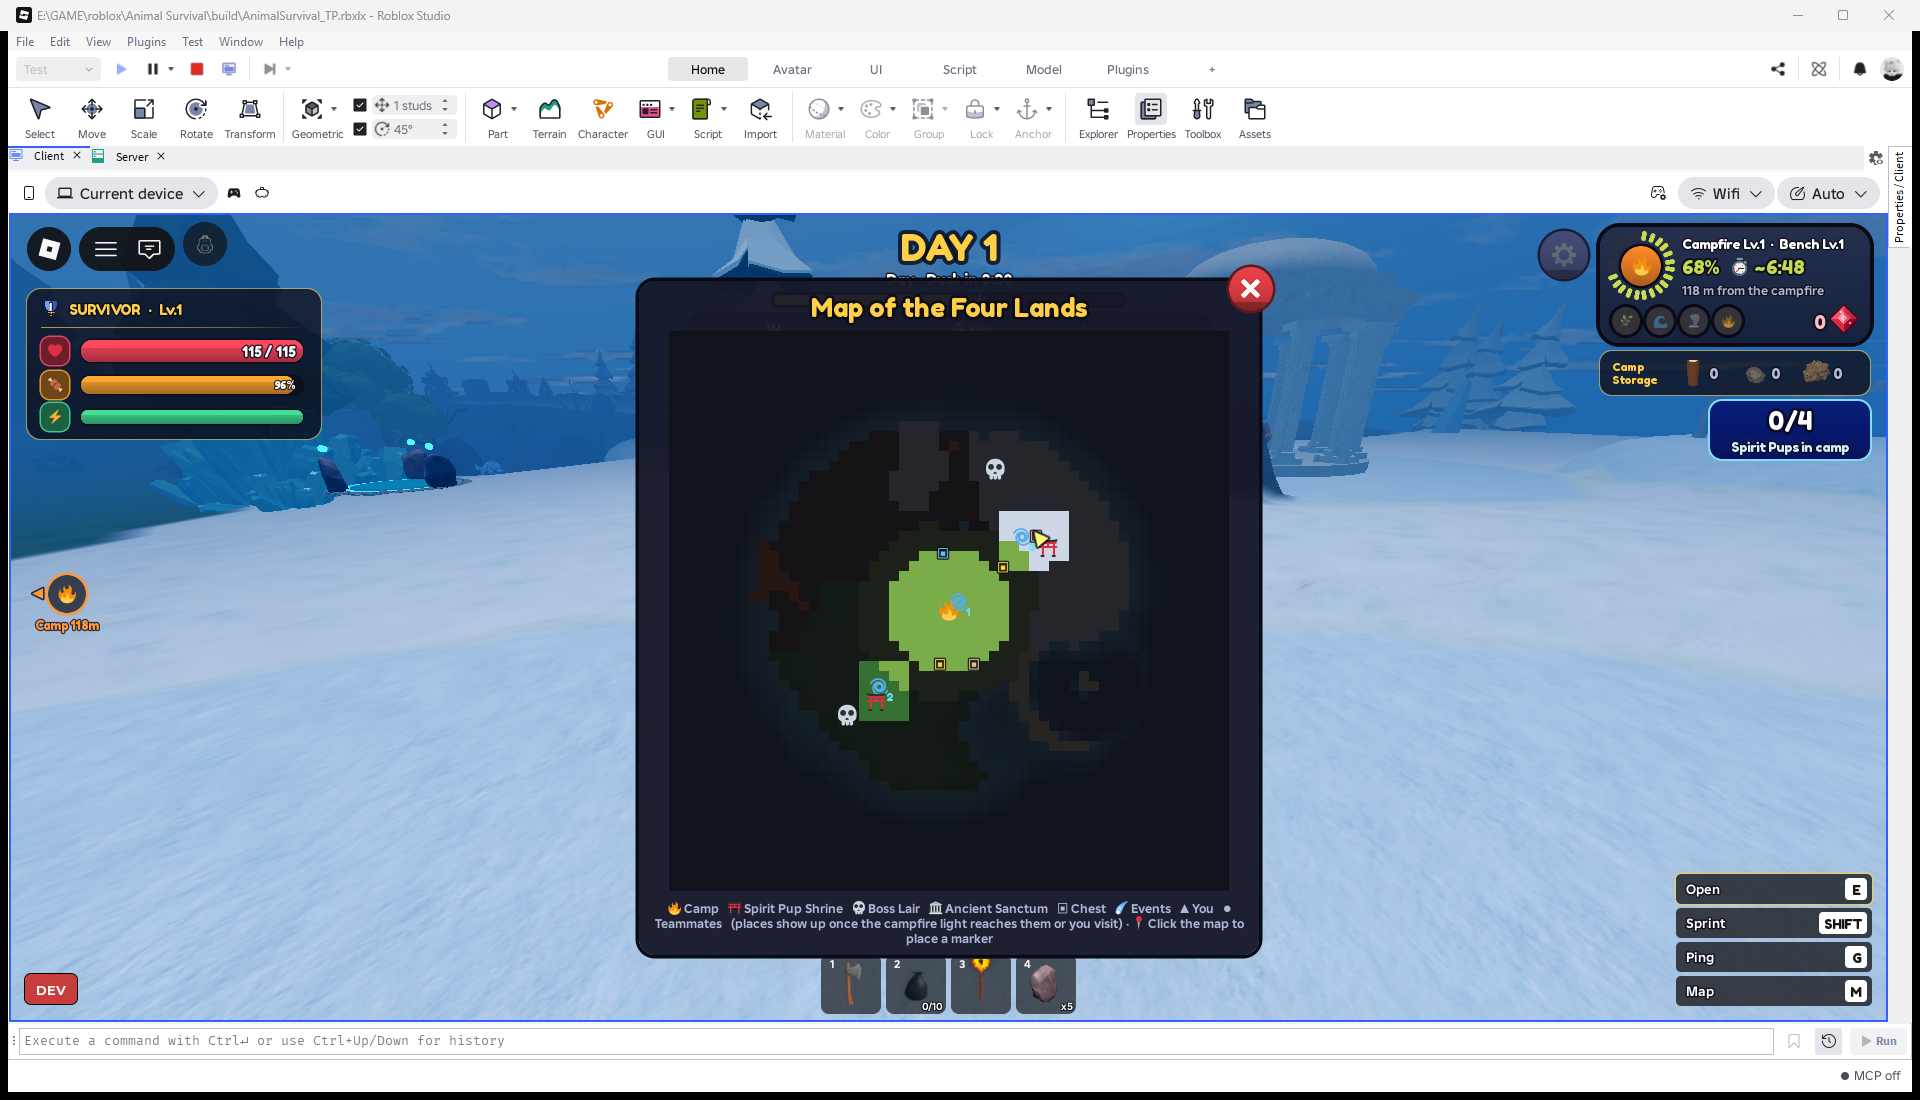 E:\GAME\roblox\Animal Survival\build\AnimalSurvival_TP.rbxlx - Roblox Studio
File Edit View Plugins Test Window Help
Test
Home Avatar UI Script Model Plugins +
1 studs
45°
Select Move Scale Rotate Transform Geometric Part Terrain Character GUI Script Import Material Color Group Lock Anchor Explorer Properties Toolbox Assets
Client Server
Current device
Wifi Auto
Properties / Client
DAY 1
SURVIVOR · Lv.1
115 / 115
96%
Campfire Lv.1 · Bench Lv.1
68% ~6:48
118 m from the campfire
0
Camp Storage 0 0 0
0/4
Spirit Pups in camp
Camp 118m
Map of the Four Lands
1
2
Camp Spirit Pup Shrine Boss Lair Ancient Sanctum Chest Events You
Teammates (places show up once the campfire light reaches them or you visit) · Click the map to
place a marker
Open E
Sprint SHIFT
Ping G
Map M
DEV
1 2 3 4
0/10 x5
Execute a command with Ctrl↵ or use Ctrl+Up/Down for history
Run
MCP off